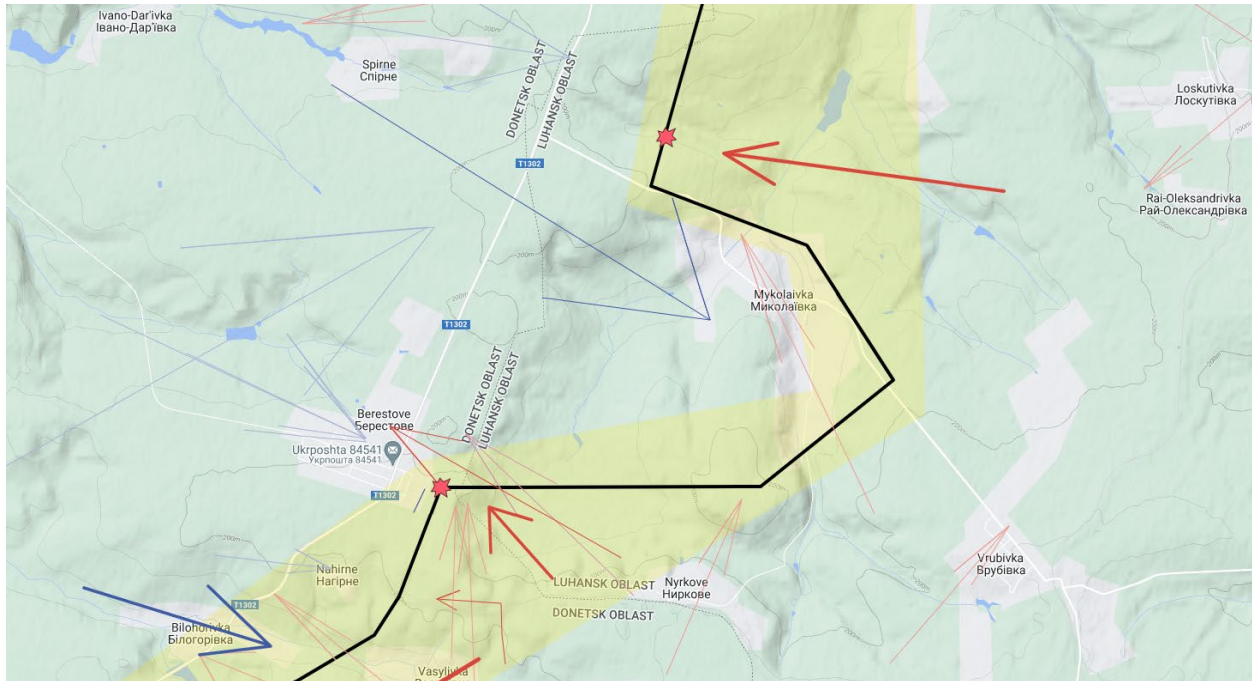 Ivano-Dar'ivka
Івано-Дар'ївка
Spirne
Спірне
DONETSK OBLAST
LUHANSK OBLAST
Loskutivka
Лоскутівка
T1302
Rai-Oleksandrivka
Рай-Олександрівка
Mykolaivka
Миколаївка
T1302
DONETSK OBLAST
LUHANSK OBLAST
Berestove
Берестове
Ukrposhta 84541
Укрпошта 84541
T1302
Nahirne
Нагірне
Vrubivka
Врубівка
LUHANSK OBLAST
Nyrkove
Ниркове
DONETSK OBLAST
T1302
Bilohorivka
Білогорівка
Vasylivka